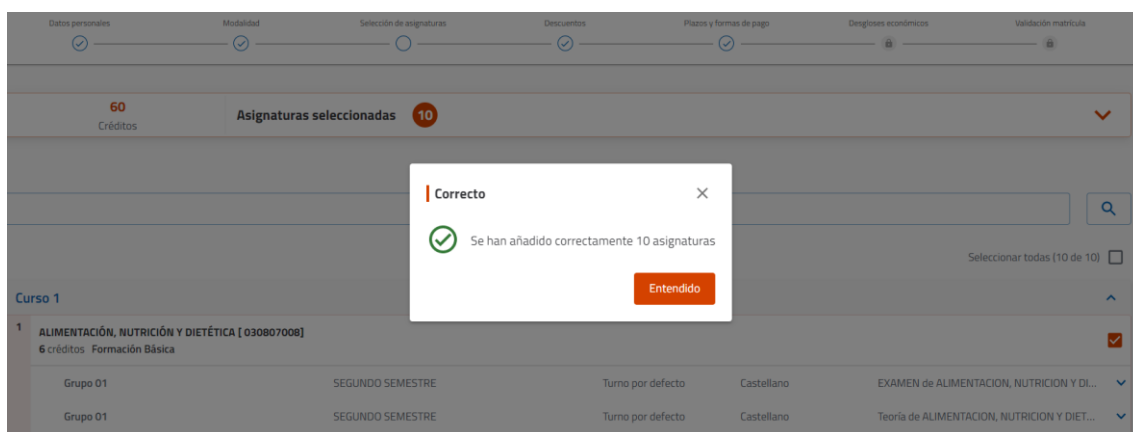 Datos personales Modalidad Selección de asignaturas Descuentos Plazos y formas de pago Desgloses económicos Validación matrícula
60 Asignaturas seleccionadas 10
Créditos
Correcto
Se han añadido correctamente 10 asignaturas
Entendido
Seleccionar todas (10 de 10)
Curso 1
1 ALIMENTACIÓN, NUTRICIÓN Y DIETÉTICA [ 030807008]
6 créditos Formación Básica
Grupo 01 SEGUNDO SEMESTRE Turno por defecto Castellano EXAMEN de ALIMENTACION, NUTRICION Y DI...
Grupo 01 SEGUNDO SEMESTRE Turno por defecto Castellano Teoría de ALIMENTACION, NUTRICION Y DIET...